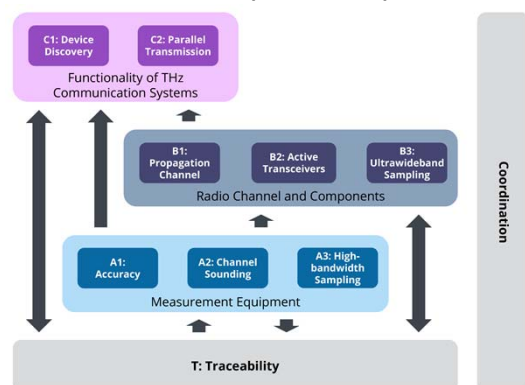 C1: Device
Discovery
C2: Parallel
Transmission
Functionality of THz
Communication Systems
B1:
Propagation
Channel
B2: Active
Transceivers
B3:
Ultrawideband
Sampling
Radio Channel and Components
A1:
Accuracy
A2: Channel
Sounding
A3: High-
bandwidth
Sampling
Measurement Equipment
T: Traceability
Coordination